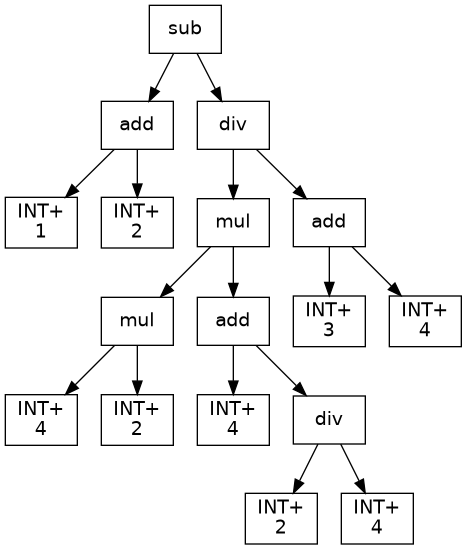 sub
add
div
INT+
1
INT+
2
mul
add
mul
add
INT+
3
INT+
4
INT+
4
INT+
2
INT+
4
div
INT+
2
INT+
4